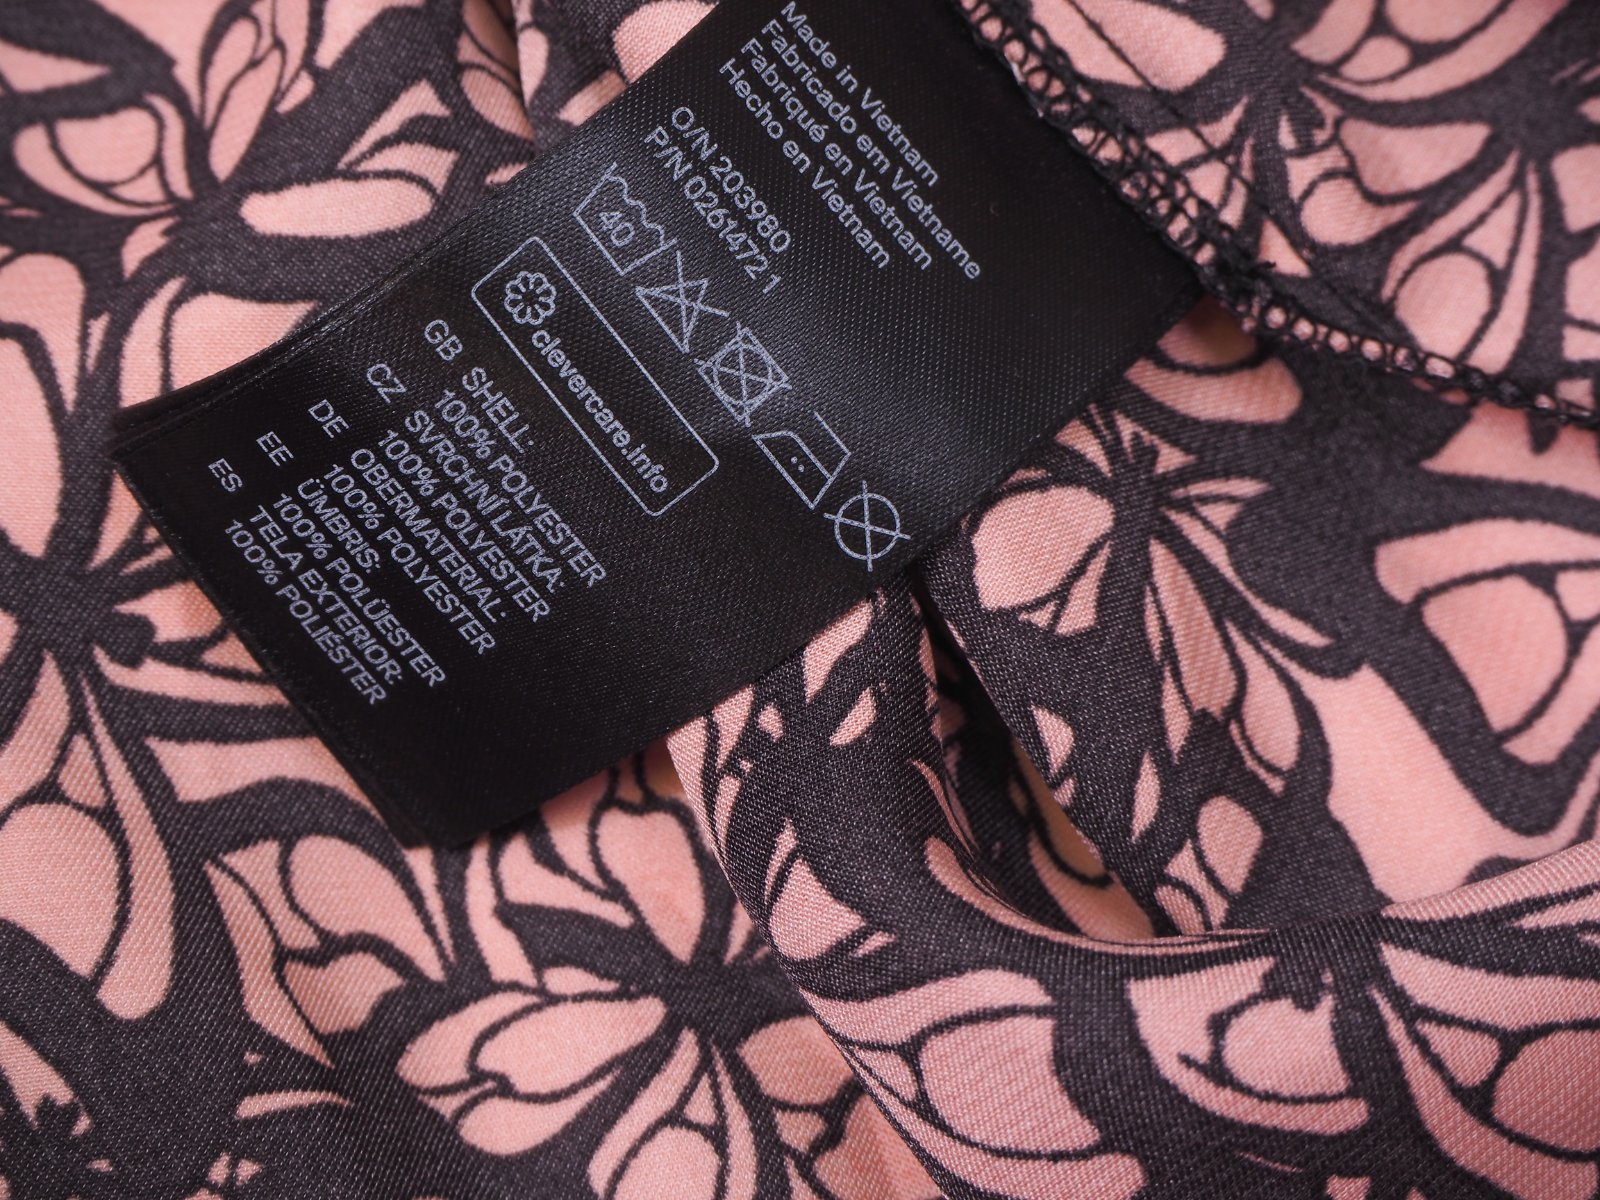 Made in Vietnam
Fabricado em Vietname
Fabriqué en Vietnam
Hecho en Vietnam
O/N 203980
P/N 02614721
40
clevercare.info
GB SHELL:
100% POLYESTER
CZ SVRCHNÍ LÁTKA:
100% POLYESTER
DE OBERMATERIAL:
100% POLYESTER
EE ÜMBRIS:
100% POLÜESTER
ES TELA EXTERIOR:
100% POLIÉSTER